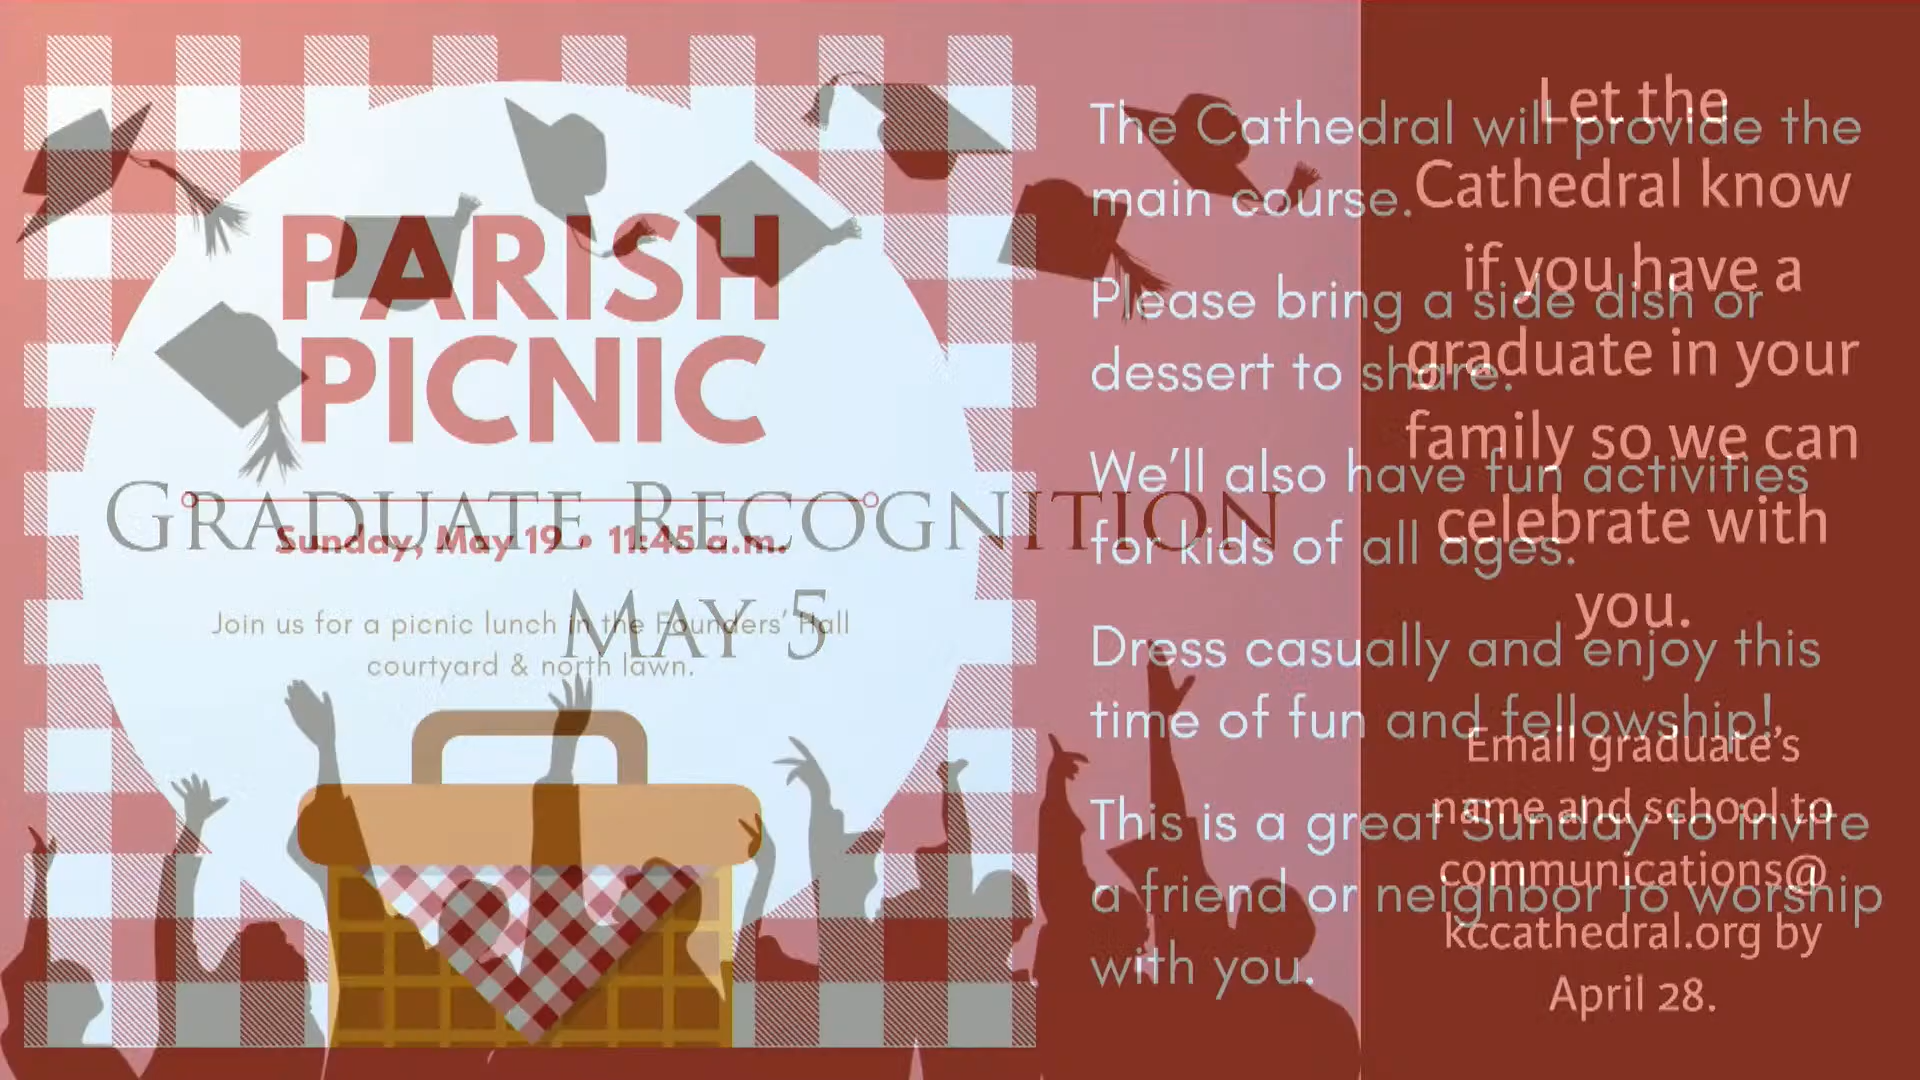 PARISH
PICNIC
Sunday, May 19 • 11:45 a.m.
Join us for a picnic lunch in the Founders' Hall
courtyard & north lawn.
The Cathedral will provide the
main course.
Please bring a side dish or
dessert to share.
We'll also have fun activities
for kids of all ages.
Dress casually and enjoy this
time of fun and fellowship!
This is a great Sunday to invite
a friend or neighbor to worship
with you.
Graduate Recognition
May 5
Let the
Cathedral know
if you have a
graduate in your
family so we can
celebrate with
you.
Email graduate's
name and school to
communications@
kccathedral.org by
April 28.